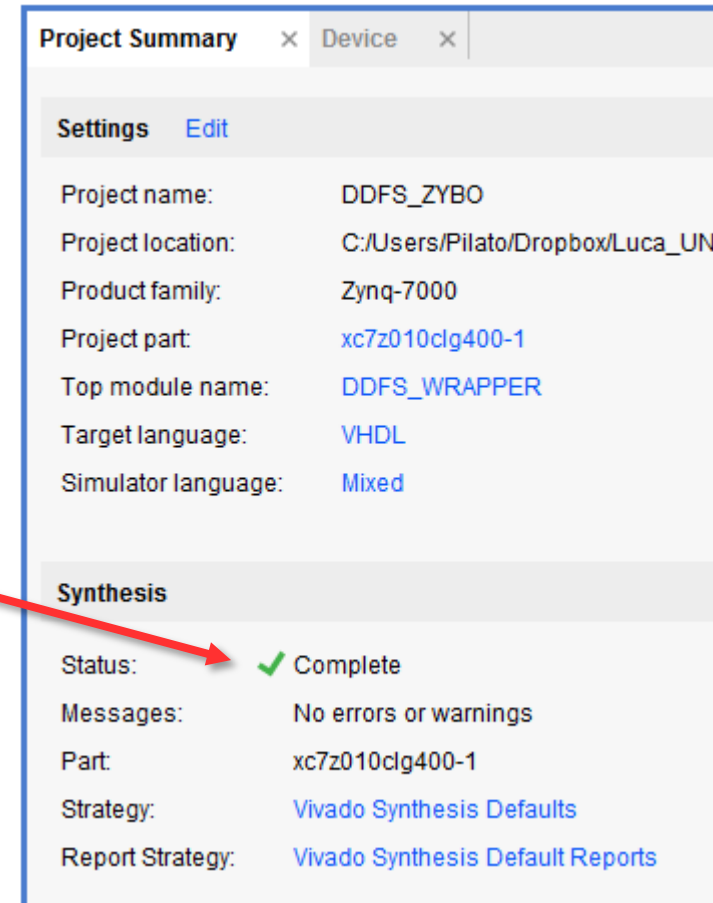 Project Summary × Device ×
Settings Edit
Project name: DDFS_ZYBO
Project location: C:/Users/Pilato/Dropbox/Luca_UN
Product family: Zynq-7000
Project part: xc7z010clg400-1
Top module name: DDFS_WRAPPER
Target language: VHDL
Simulator language: Mixed
Synthesis
Status: Complete
Messages: No errors or warnings
Part: xc7z010clg400-1
Strategy: Vivado Synthesis Defaults
Report Strategy: Vivado Synthesis Default Reports